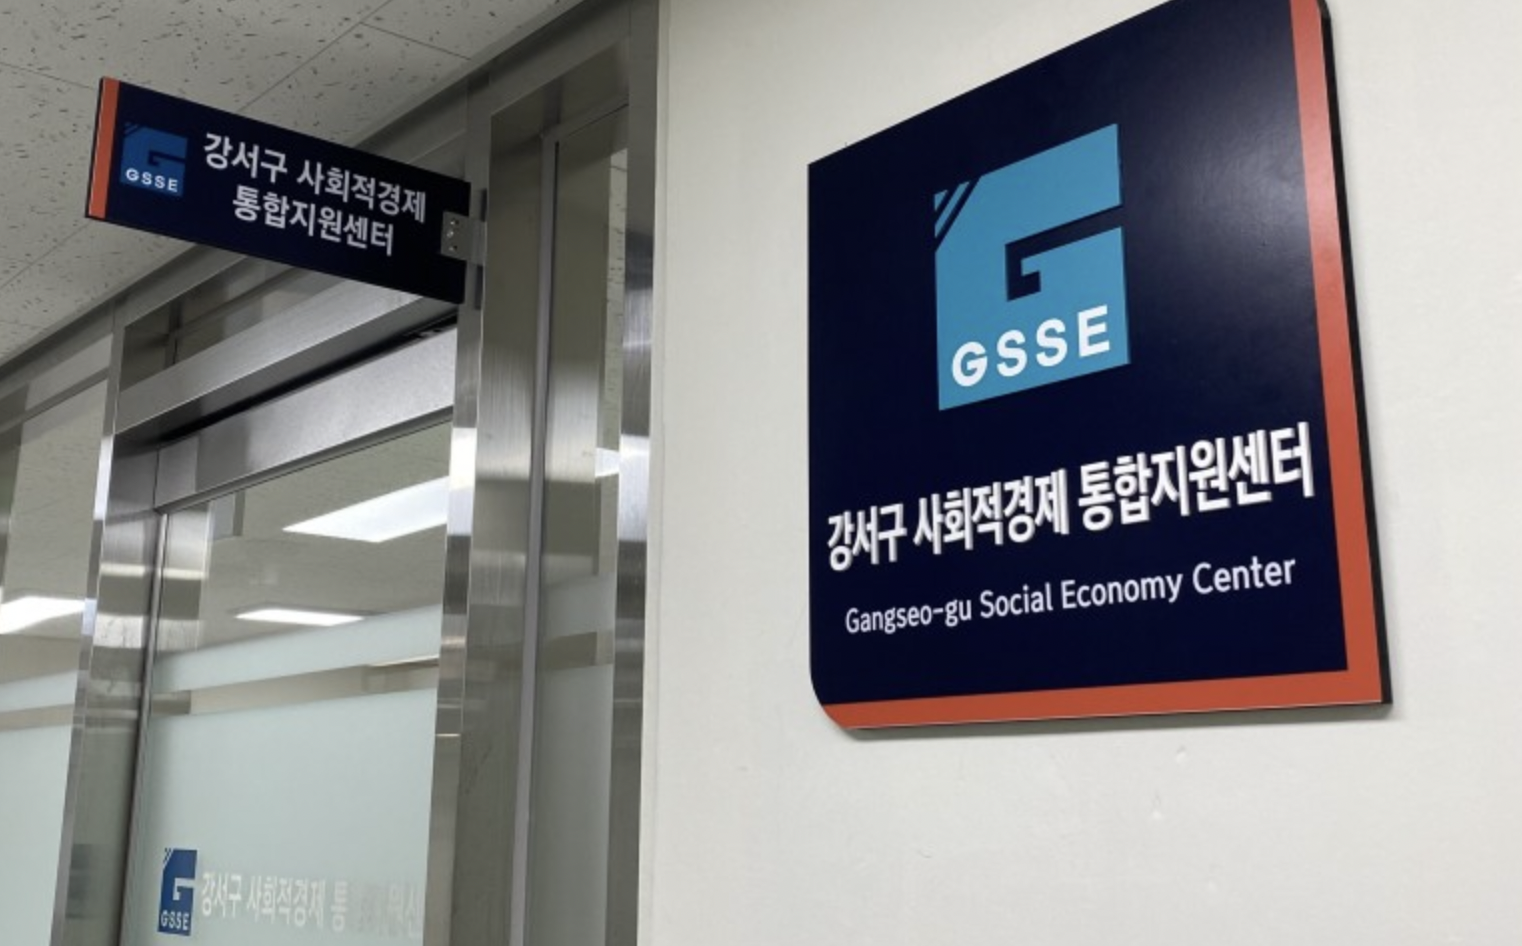 GSSE
강서구 사회적경제
통합지원센터
GSSE
강서구 사회적경제 통합지원센터
Gangseo-gu Social Economy Center
GSSE
강서구 사회적경제 통